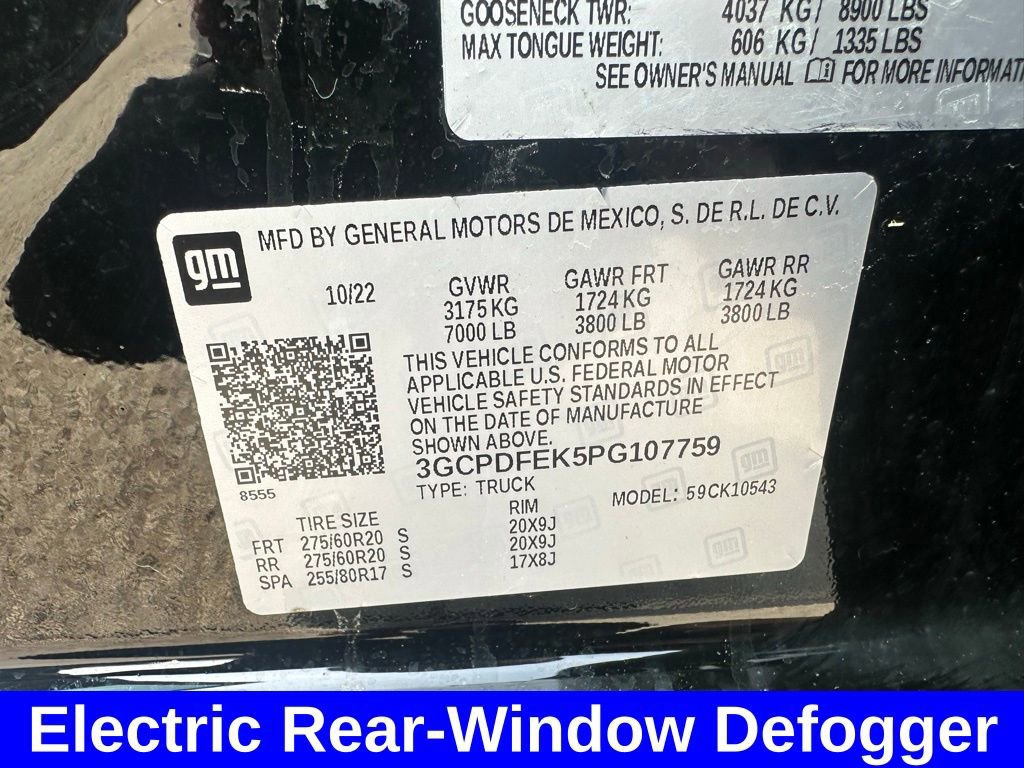 GOOSENECK TWR: 4037 KG/ 8900 LBS
MAX TONGUE WEIGHT: 606 KG/ 1335 LBS
SEE OWNER'S MANUAL FOR MORE INFORMATI
gm
MFD BY GENERAL MOTORS DE MEXICO, S. DE R.L. DE C.V.
10/22
GVWR GAWR FRT GAWR RR
3175 KG 1724 KG 1724 KG
7000 LB 3800 LB 3800 LB
THIS VEHICLE CONFORMS TO ALL
APPLICABLE U.S. FEDERAL MOTOR
VEHICLE SAFETY STANDARDS IN EFFECT
ON THE DATE OF MANUFACTURE
SHOWN ABOVE.
3GCPDFEK5PG107759
8555
TYPE: TRUCK MODEL: 59CK10543
TIRE SIZE RIM
FRT 275/60R20 S 20X9J
RR 275/60R20 S 20X9J
SPA 255/80R17 S 17X8J
Electric Rear-Window Defogger